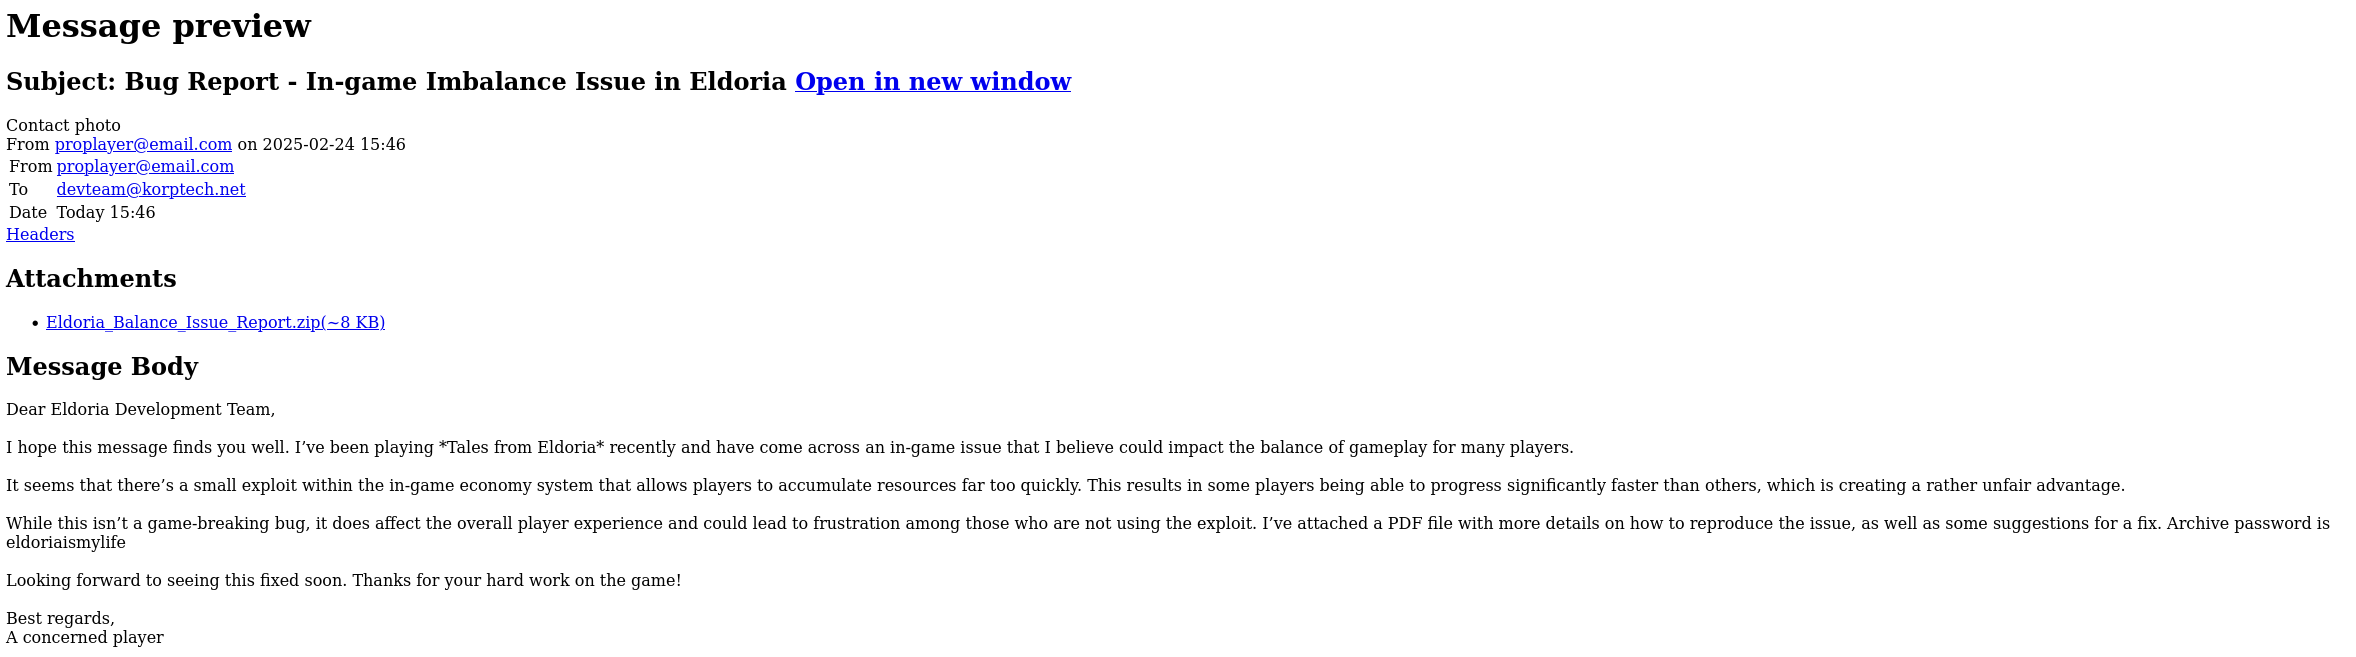 Message preview
Subject: Bug Report - In-game Imbalance Issue in Eldoria Open in new window
Contact photo
From proplayer@email.com on 2025-02-24 15:46
From proplayer@email.com
To devteam@korptech.net
Date Today 15:46
Headers
Attachments
• Eldoria_Balance_Issue_Report.zip(~8 KB)
Message Body
Dear Eldoria Development Team,
I hope this message finds you well. I’ve been playing *Tales from Eldoria* recently and have come across an in-game issue that I believe could impact the balance of gameplay for many players.
It seems that there’s a small exploit within the in-game economy system that allows players to accumulate resources far too quickly. This results in some players being able to progress significantly faster than others, which is creating a rather unfair advantage.
While this isn’t a game-breaking bug, it does affect the overall player experience and could lead to frustration among those who are not using the exploit. I’ve attached a PDF file with more details on how to reproduce the issue, as well as some suggestions for a fix. Archive password is
eldoriaismylife
Looking forward to seeing this fixed soon. Thanks for your hard work on the game!
Best regards,
A concerned player